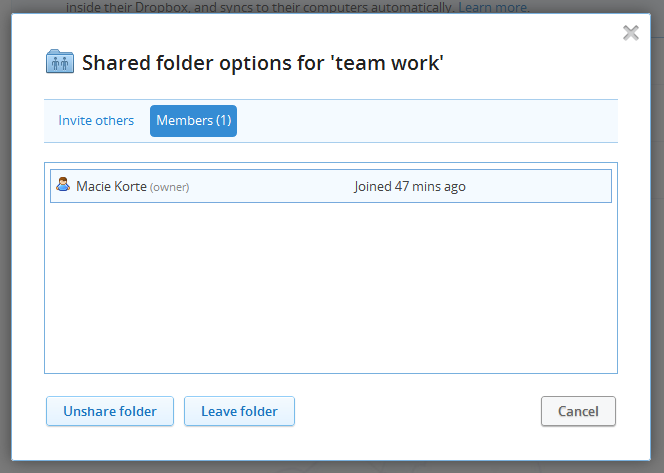 inside their Dropbox, and syncs to their computers automatically. Learn more.
Shared folder options for 'team work'
Invite others Members (1)
Macie Korte (owner) Joined 47 mins ago
Unshare folder Leave folder Cancel